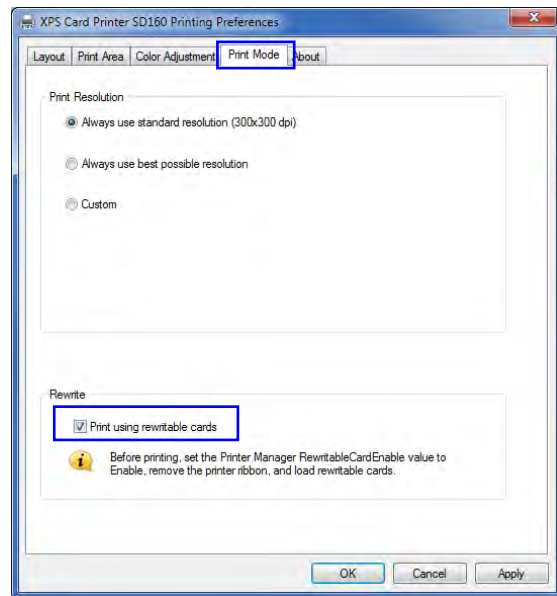 XPS Card Printer SD160 Printing Preferences
Layout Print Area Color Adjustment Print Mode About
Print Resolution
Always use standard resolution (300x300 dpi)
Always use best possible resolution
Custom
Rewrite
Print using rewritable cards
Before printing, set the Printer Manager RewritableCardEnable value to
Enable, remove the printer ribbon, and load rewritable cards.
OK Cancel Apply